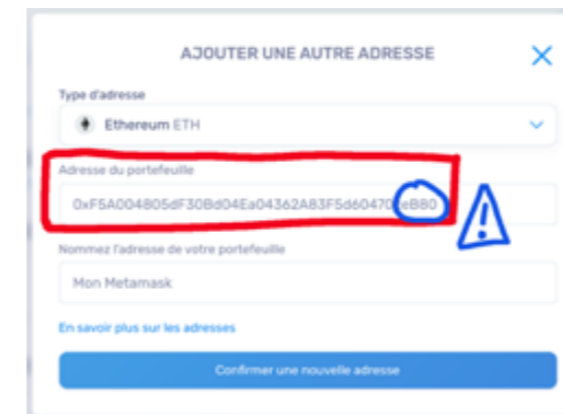 AJOUTER UNE AUTRE ADRESSE
Type d'adresse
Ethereum ETH
Adresse du portefeuille
Nommez l'adresse de votre portefeuille
Mon Metamask
En savoir plus sur les adresses
Confirmer une nouvelle adresse